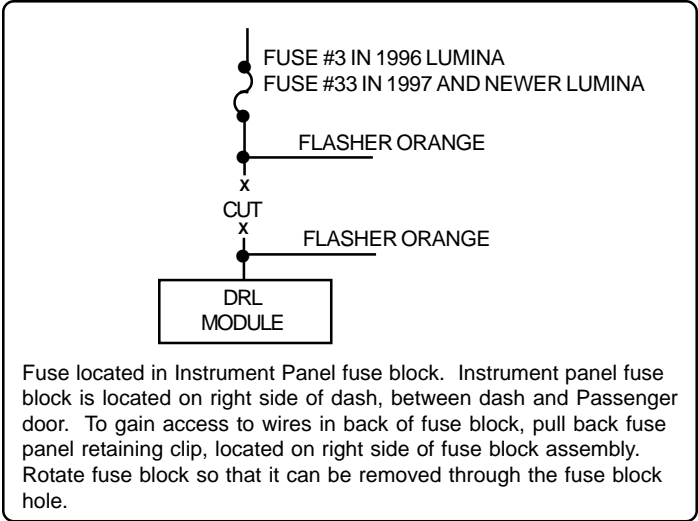 FUSE #3 IN 1996 LUMINA
FUSE #33 IN 1997 AND NEWER LUMINA
FLASHER ORANGE
x
CUT
x
FLASHER ORANGE
DRL
MODULE
Fuse located in Instrument Panel fuse block. Instrument panel fuse
block is located on right side of dash, between dash and Passenger
door. To gain access to wires in back of fuse block, pull back fuse
panel retaining clip, located on right side of fuse block assembly.
Rotate fuse block so that it can be removed through the fuse block
hole.